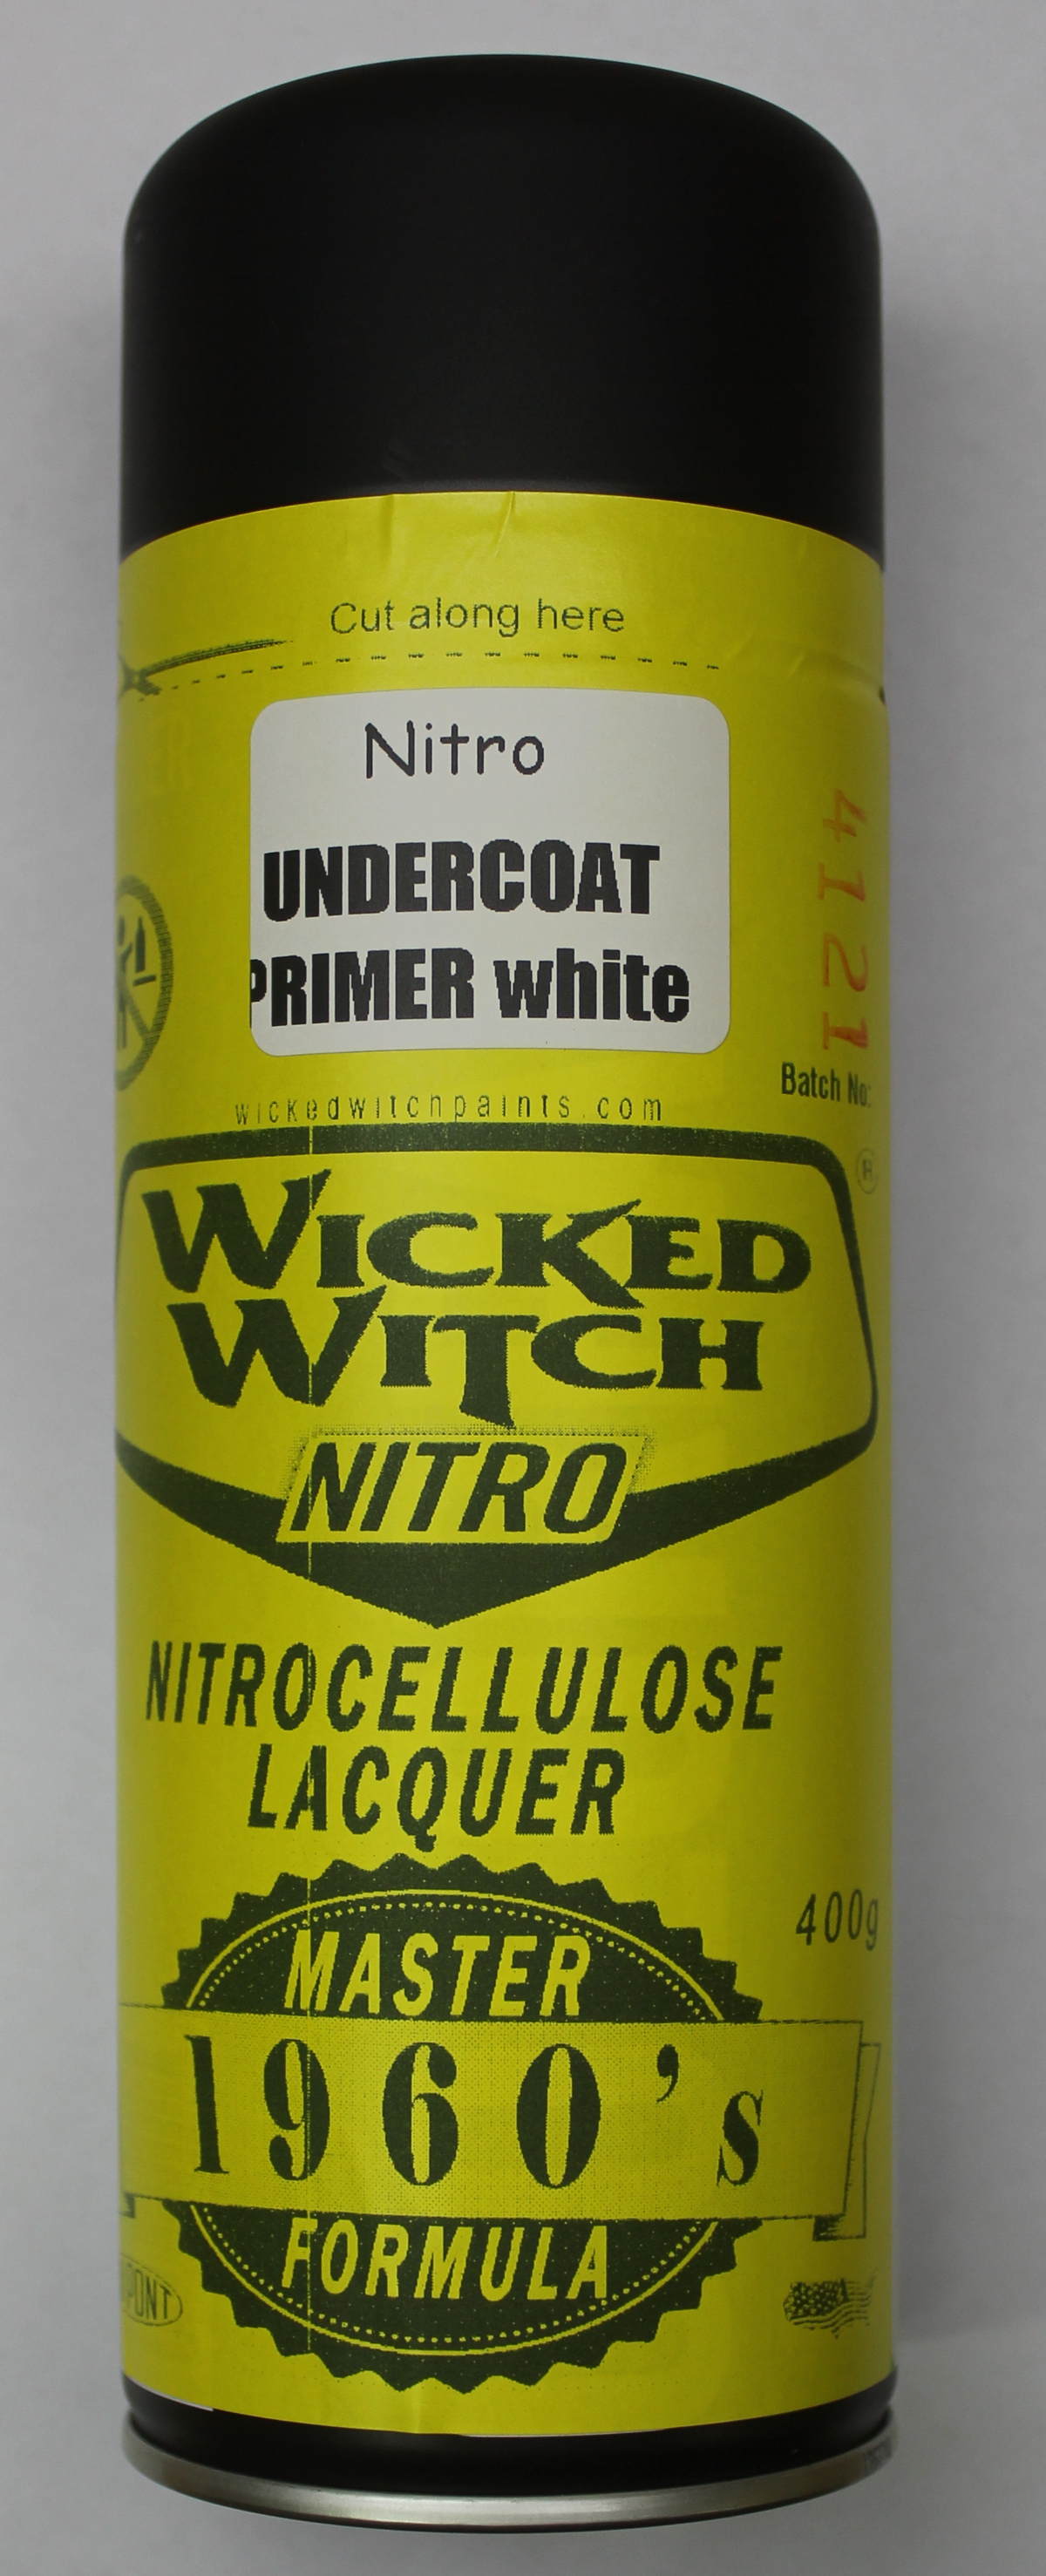 Cut along here
Nitro
UNDERCOAT
PRIMER white
4121
Batch No:
wickedwitchpaints.com
WICKED
WITCH
NITRO
NITROCELLULOSE
LACQUER
400g
MASTER
1960's
FORMULA